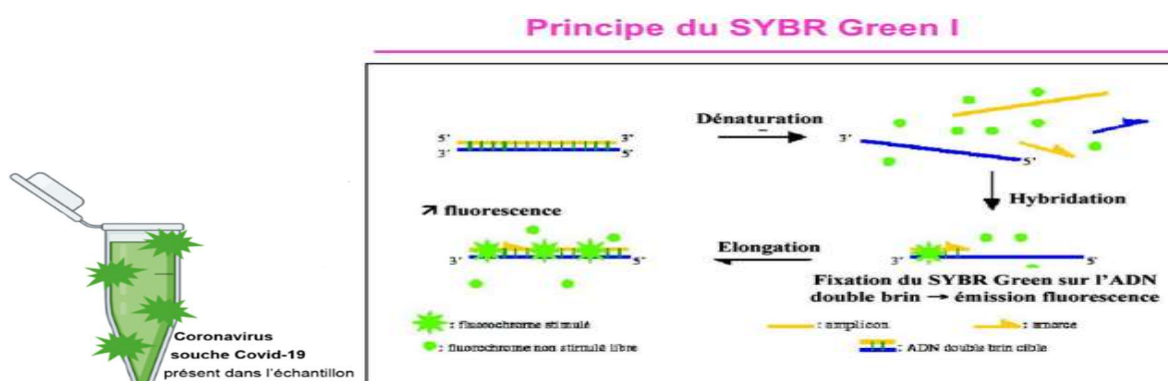 Principe du SYBR Green I
Dénaturation
5'
3'
3'
5'
3'
5'
Hybridation
↗ fluorescence
Elongation
3'
5'
3'
5'
Fixation du SYBR Green sur l'ADN
double brin → émission fluorescence
: fluorochrome stimulé
: amplicon
: amorce
: fluorochrome non stimulé libre
: ADN double brin cible
Coronavirus
souche Covid-19
présent dans l'échantillon